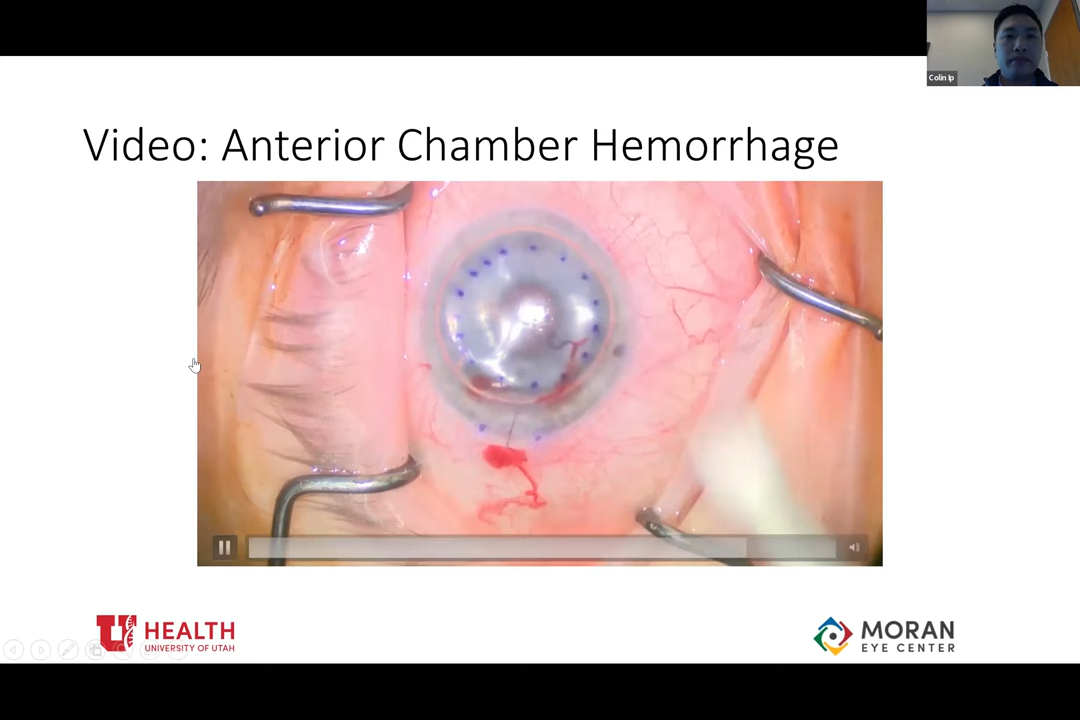 Colin Ip
Video: Anterior Chamber Hemorrhage
U HEALTH
UNIVERSITY OF UTAH
MORAN
EYE CENTER